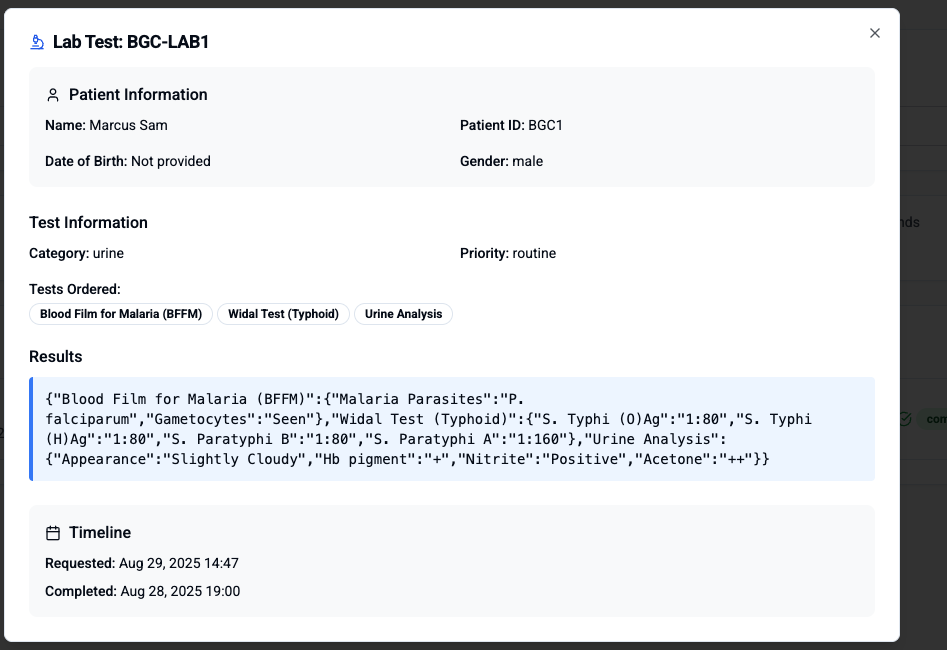 Lab Test: BGC-LAB1
Patient Information
Name: Marcus Sam
Patient ID: BGC1
Date of Birth: Not provided
Gender: male
Test Information
Category: urine
Priority: routine
Tests Ordered:
Blood Film for Malaria (BFFM)
Widal Test (Typhoid)
Urine Analysis
Results
{"Blood Film for Malaria (BFFM)":{"Malaria Parasites":"P.
falciparum","Gametocytes":"Seen"},"Widal Test (Typhoid)":{"S. Typhi (O)Ag":"1:80","S. Typhi
(H)Ag":"1:80","S. Paratyphi B":"1:80","S. Paratyphi A":"1:160"},"Urine Analysis":
{"Appearance":"Slightly Cloudy","Hb pigment":"+","Nitrite":"Positive","Acetone":"++"}}
Timeline
Requested: Aug 29, 2025 14:47
Completed: Aug 28, 2025 19:00